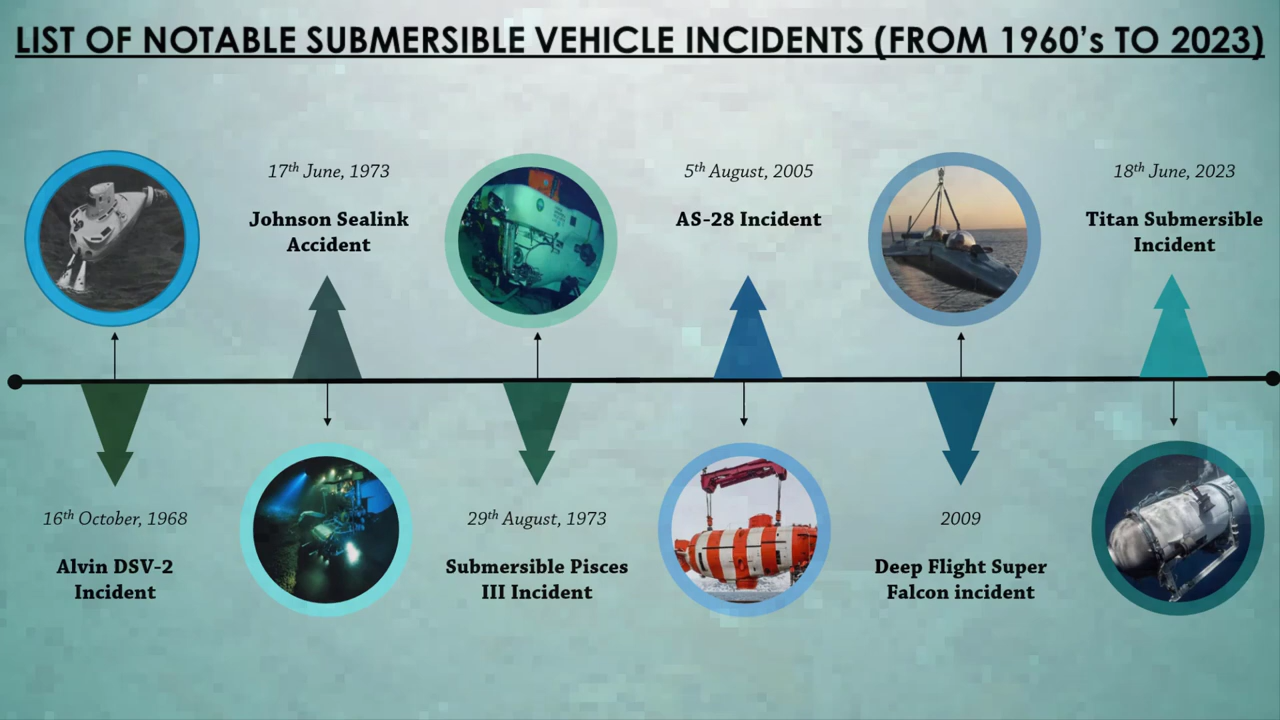 LIST OF NOTABLE SUBMERSIBLE VEHICLE INCIDENTS (FROM 1960’s TO 2023)
16th October, 1968
Alvin DSV-2
Incident
17th June, 1973
Johnson Sealink
Accident
29th August, 1973
Submersible Pisces
III Incident
5th August, 2005
AS-28 Incident
2009
Deep Flight Super
Falcon incident
18th June, 2023
Titan Submersible
Incident